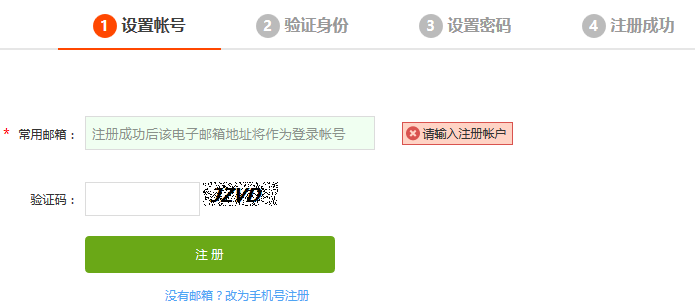 1 设置帐号 2 验证身份 3 设置密码 4 注册成功
* 常用邮箱： 注册成功后该电子邮箱地址将作为登录帐号 请输入注册帐户
验证码： JZVD
注 册
没有邮箱？改为手机号注册